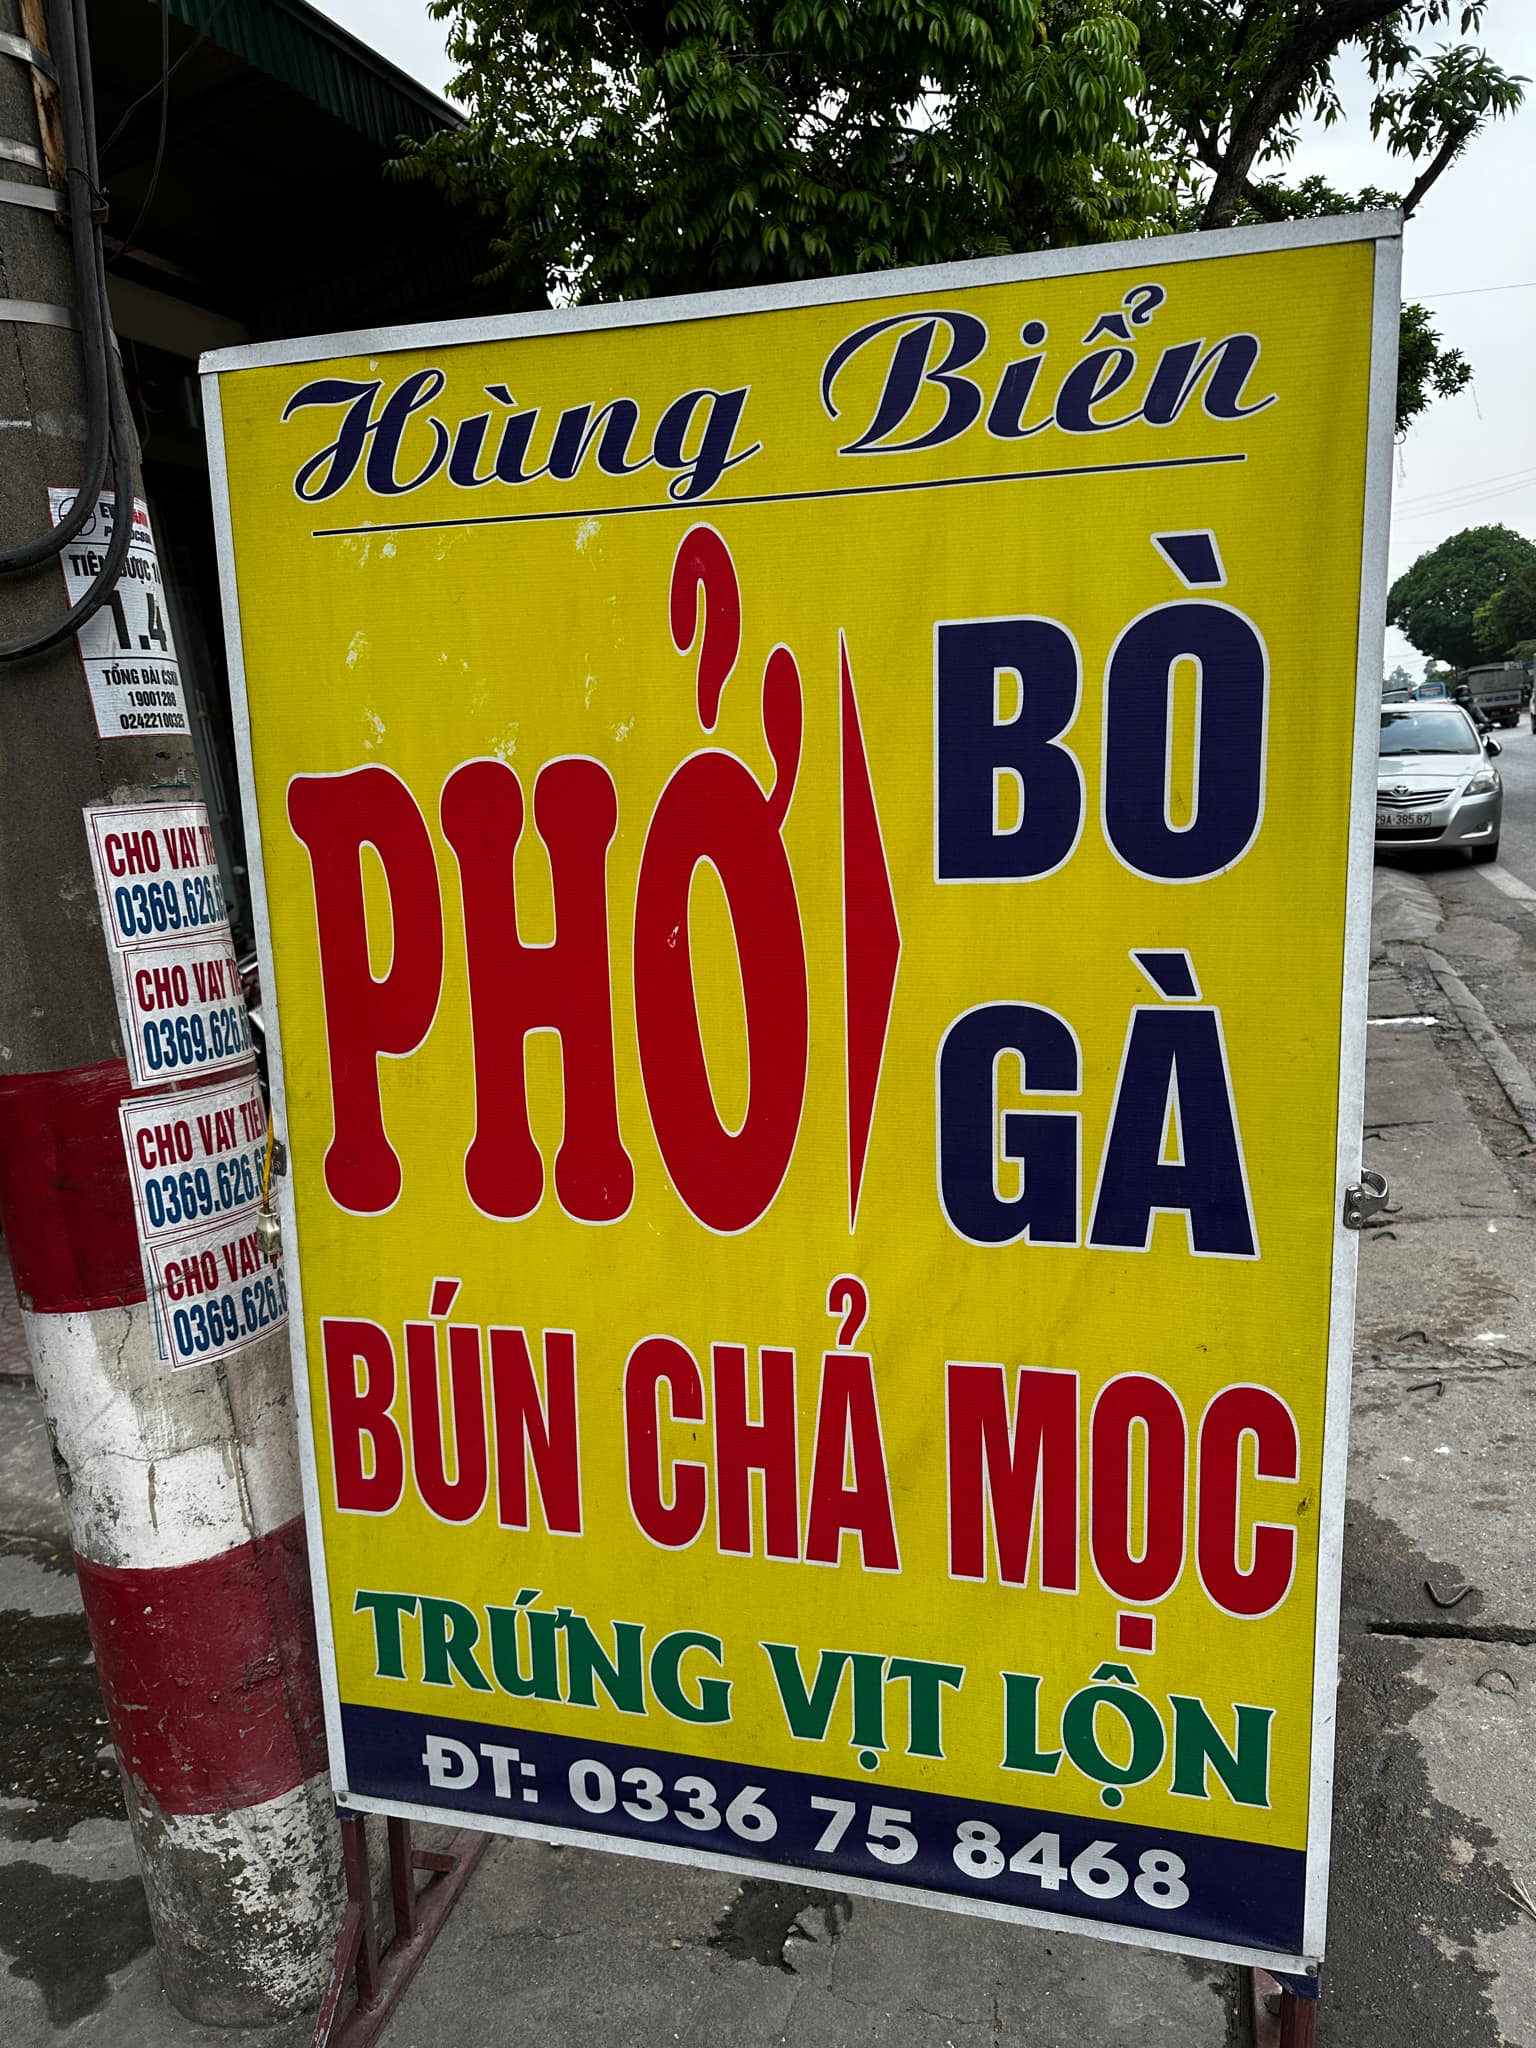 Hùng Biển
PHỞ
BÒ
GÀ
BÚN CHẢ MỌC
TRỨNG VỊT LỘN
ĐT: 0336 75 8468
1.4
TỔNG ĐÀI
19001288
CHO VAY
0369.626.
CHO VAY
0369.626.
CHO VAY TIỀN
0369.626.
CHO VAY
0369.626.
29A-385.87